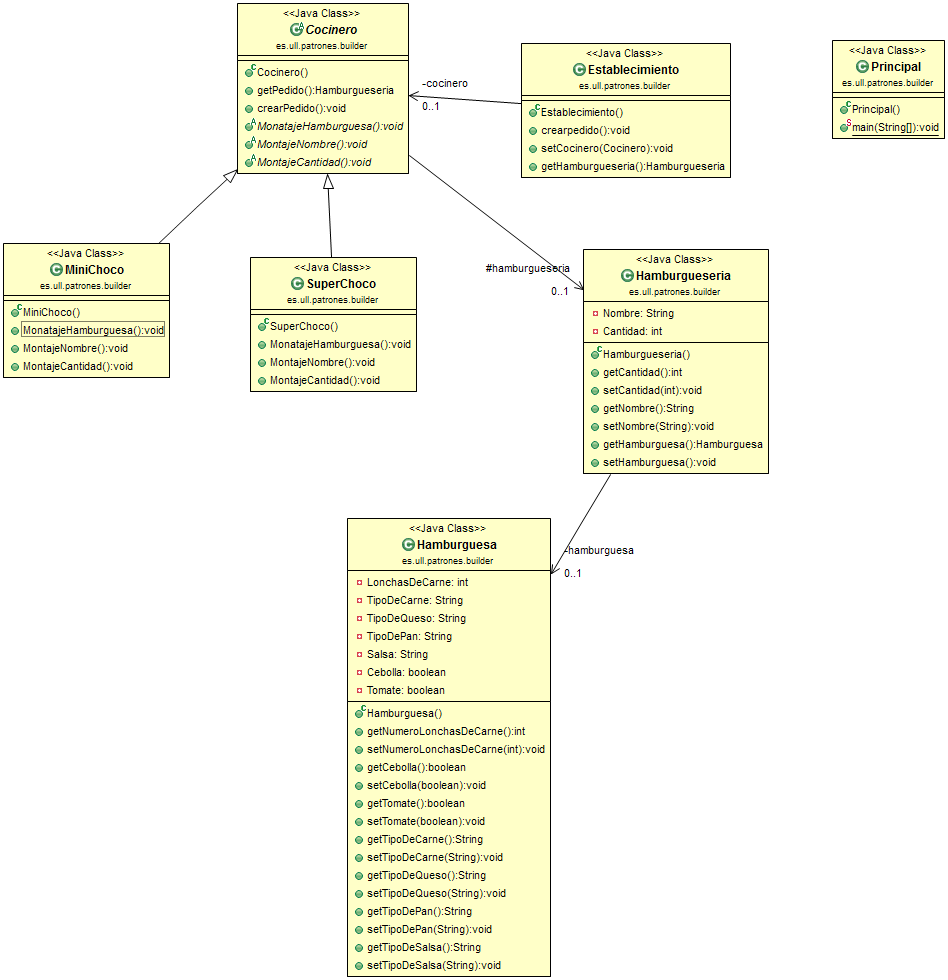 <<Java Class>>
Cocinero
es.ull.patrones.builder
Cocinero()
getPedido():Hamburgueseria
crearPedido():void
MonatajeHamburguesa():void
MontajeNombre():void
MontajeCantidad():void
<<Java Class>>
Establecimiento
es.ull.patrones.builder
Establecimiento()
crearpedido():void
setCocinero(Cocinero):void
getHamburgueseria():Hamburgueseria
<<Java Class>>
Principal
es.ull.patrones.builder
Principal()
main(String[]):void
-cocinero
0..1
<<Java Class>>
MiniChoco
es.ull.patrones.builder
MiniChoco()
MonatajeHamburguesa():void
MontajeNombre():void
MontajeCantidad():void
<<Java Class>>
SuperChoco
es.ull.patrones.builder
SuperChoco()
MonatajeHamburguesa():void
MontajeNombre():void
MontajeCantidad():void
#hamburgueseria
0..1
<<Java Class>>
Hamburgueseria
es.ull.patrones.builder
Nombre: String
Cantidad: int
Hamburgueseria()
getCantidad():int
setCantidad(int):void
getNombre():String
setNombre(String):void
getHamburguesa():Hamburguesa
setHamburguesa():void
-hamburguesa
0..1
<<Java Class>>
Hamburguesa
es.ull.patrones.builder
LonchasDeCarne: int
TipoDeCarne: String
TipoDeQueso: String
TipoDePan: String
Salsa: String
Cebolla: boolean
Tomate: boolean
Hamburguesa()
getNumeroLonchasDeCarne():int
setNumeroLonchasDeCarne(int):void
getCebolla():boolean
setCebolla(boolean):void
getTomate():boolean
setTomate(boolean):void
getTipoDeCarne():String
setTipoDeCarne(String):void
getTipoDeQueso():String
setTipoDeQueso(String):void
getTipoDePan():String
setTipoDePan(String):void
getTipoDeSalsa():String
setTipoDeSalsa(String):void